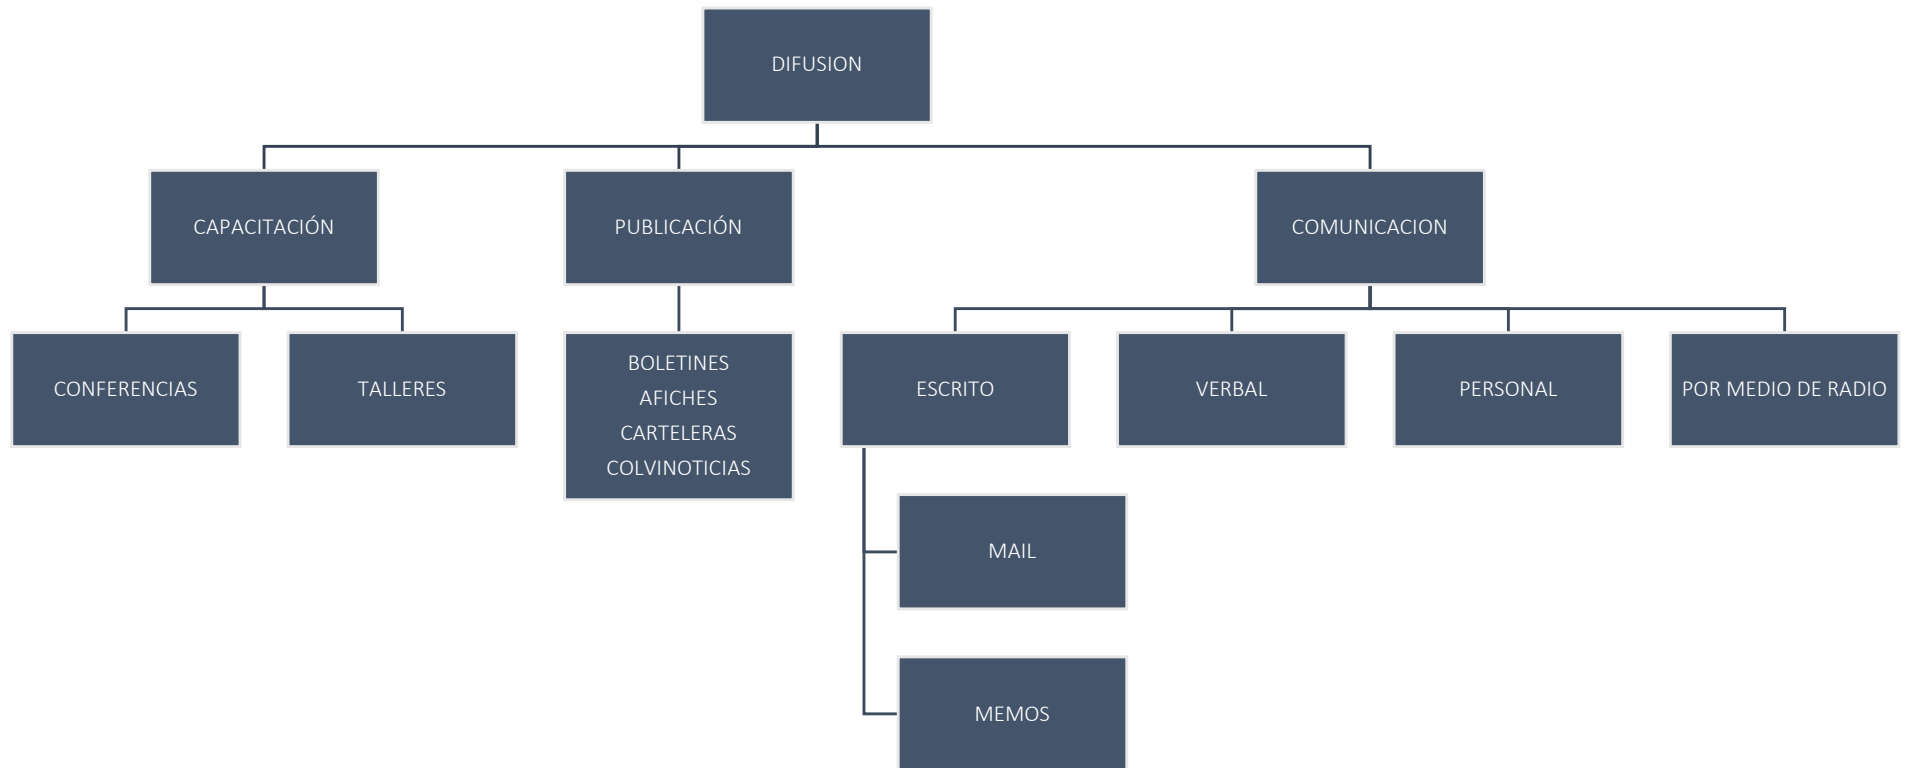 DIFUSION
CAPACITACIÓN
PUBLICACIÓN
COMUNICACION
CONFERENCIAS
TALLERES
BOLETINES
AFICHES
CARTELERAS
COLVINOTICIAS
ESCRITO
VERBAL
PERSONAL
POR MEDIO DE RADIO
MAIL
MEMOS